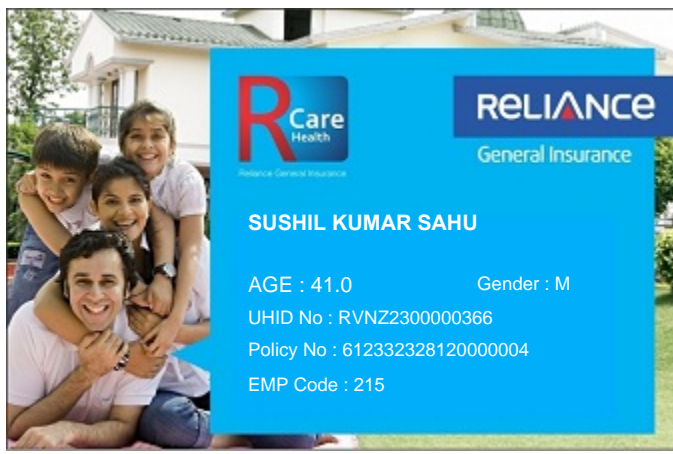 R Care
Health
Reliance General Insurance
RELIANCE
General Insurance
SUSHIL KUMAR SAHU
AGE : 41.0 Gender : M
UHID No : RVNZ2300000366
Policy No : 612332328120000004
EMP Code : 215